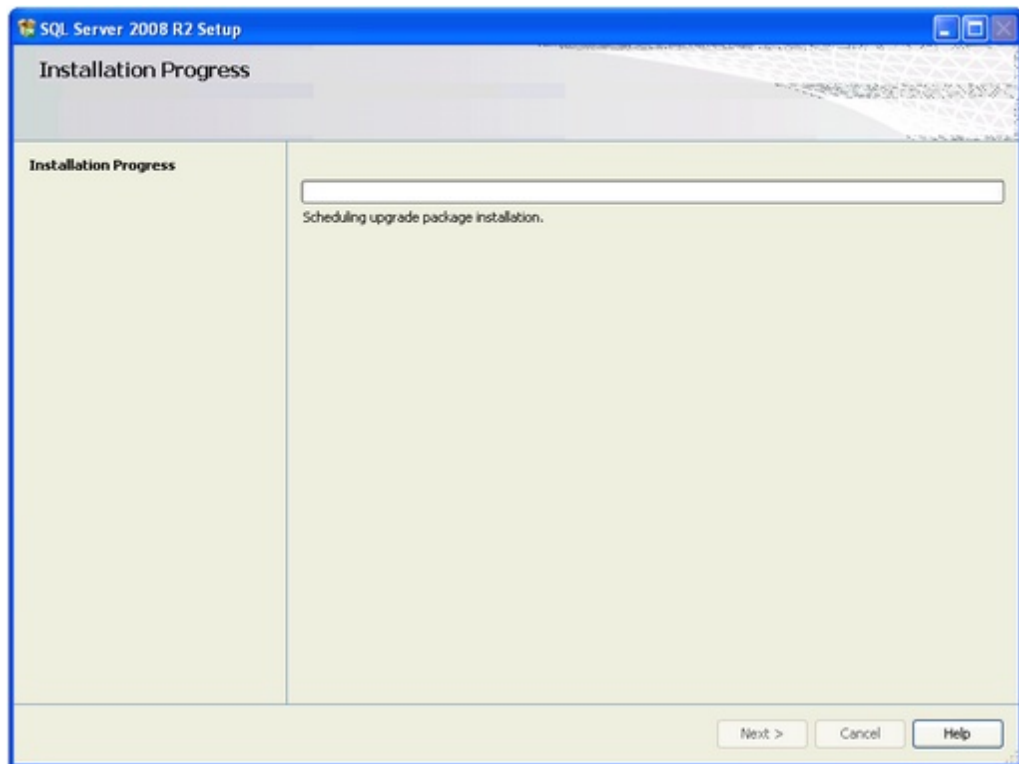 SQL Server 2008 R2 Setup
Installation Progress
Installation Progress
Scheduling upgrade package installation.
Next >
Cancel
Help